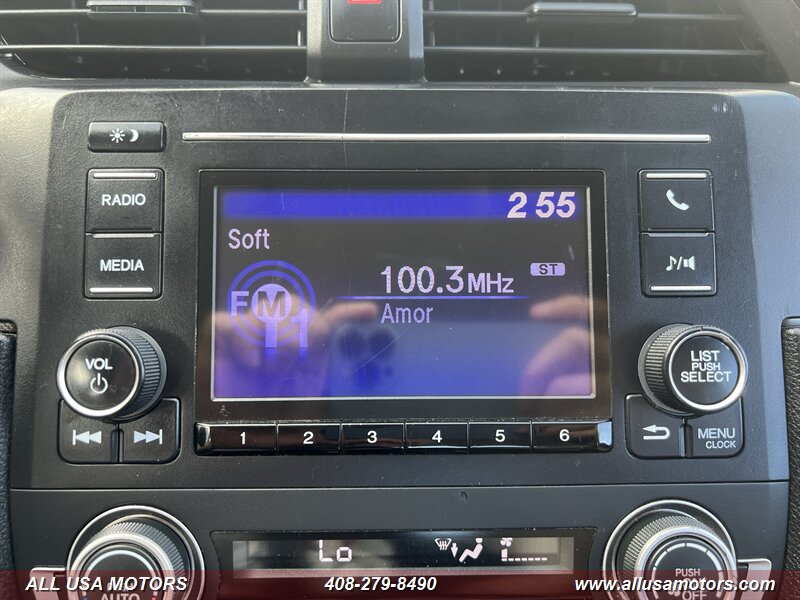 RADIO
MEDIA
VOL
2 55
Soft
FM1
100.3MHz
ST
Amor
LIST
PUSH
SELECT
1 2 3 4 5 6
MENU
CLOCK
Lo
AUTO
PUSH
OFF
ALL USA MOTORS
408-279-8490
www.allusamotors.com